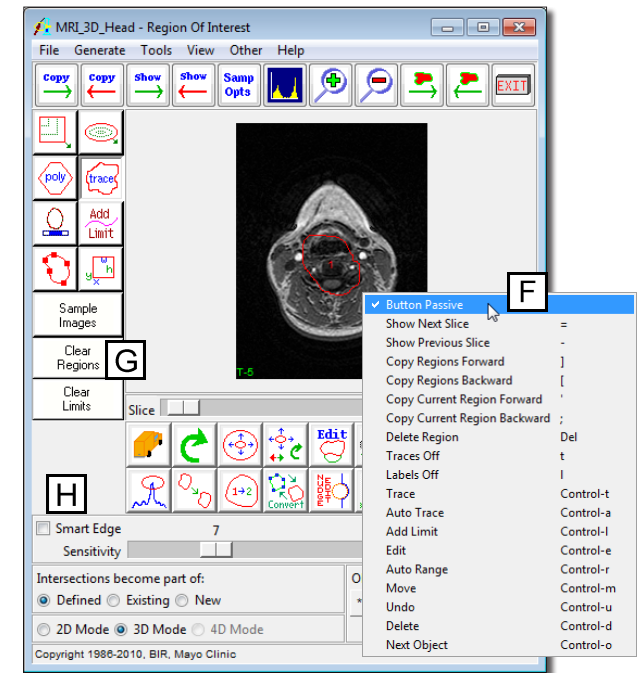 MRI_3D_Head - Region Of Interest
File Generate Tools View Other Help
Copy Copy Show Show Samp Opts EXIT
poly trace
Add Limit
y x w h
Sample Images
Clear Regions G
Clear Limits
1
T-5
F
Button Passive
Show Next Slice =
Show Previous Slice -
Copy Regions Forward ]
Copy Regions Backward [
Copy Current Region Forward '
Copy Current Region Backward ;
Delete Region Del
Traces Off t
Labels Off l
Trace Control-t
Auto Trace Control-a
Add Limit Control-l
Edit Control-e
Auto Range Control-r
Move Control-m
Undo Control-u
Delete Control-d
Next Object Control-o
Slice
Edit
1→2 Convert NUDGE EDIT
H
Smart Edge 7
Sensitivity
Intersections become part of: O
Defined Existing New *
2D Mode 3D Mode 4D Mode
Copyright 1986-2010, BIR, Mayo Clinic